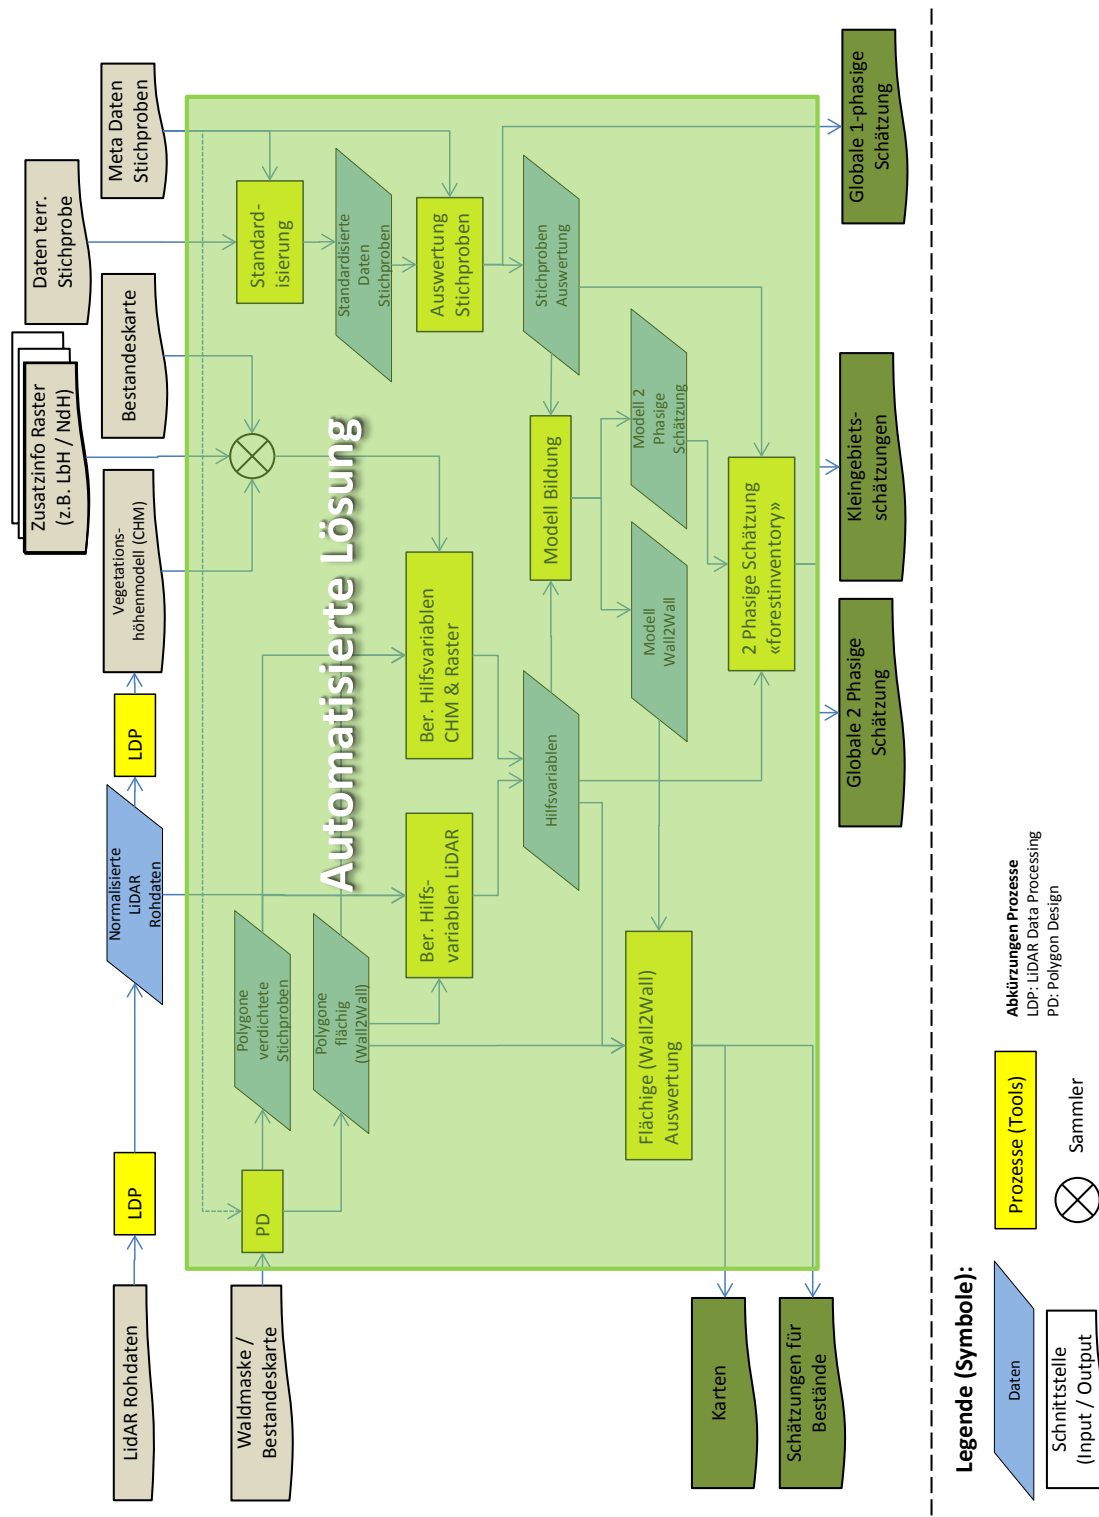 LidAR Rohdaten
LDP
Normalisierte
LiDAR
Rohdaten
LDP
Vegetations-
höhenmodell (CHM)
Zusatzinfo Raster
(z.B. LbH / NdH)
Bestandeskarte
Daten terr.
Stichprobe
Meta Daten
Stichproben
Waldmaske /
Bestandeskarte
PD
Polygone
verdichtete
Stichproben
Polygone
flächig
(Wall2Wall)
Automatisierte Lösung
Standard-
isierung
Standardisierte
Daten
Stichproben
Ber. Hilfs-
variablen LiDAR
Ber. Hilfsvariablen
CHM & Raster
Auswertung
Stichproben
Hilfsvariablen
Modell Bildung
Stichproben
Auswertung
Flächige (Wall2Wall)
Auswertung
Modell
Wall2Wall
Modell 2
Phasige
Schätzung
2 Phasige Schätzung
«forestinventory»
Karten
Schätzungen für
Bestände
Globale 2 Phasige
Schätzung
Kleingebiets-
schätzungen
Globale 1-phasige
Schätzung
Legende (Symbole):
Daten
Prozesse (Tools)
Schnittstelle
(Input / Output
Sammler
Abkürzungen Prozesse
LDP: LiDAR Data Processing
PD: Polygon Design